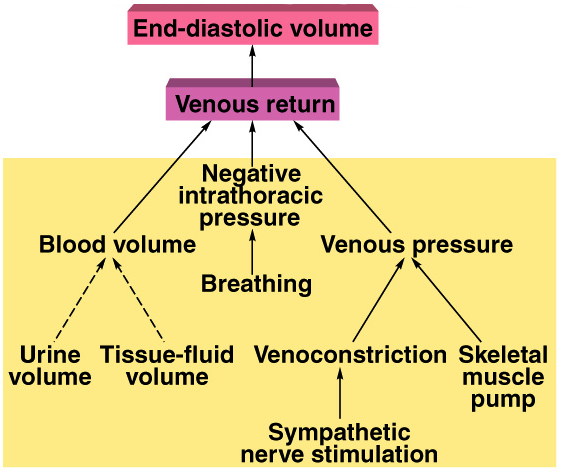 End-diastolic volume
Venous return
Negative
intrathoracic
pressure
Blood volume
Venous pressure
Breathing
Urine
volume
Tissue-fluid
volume
Venoconstriction
Skeletal
muscle
pump
Sympathetic
nerve stimulation